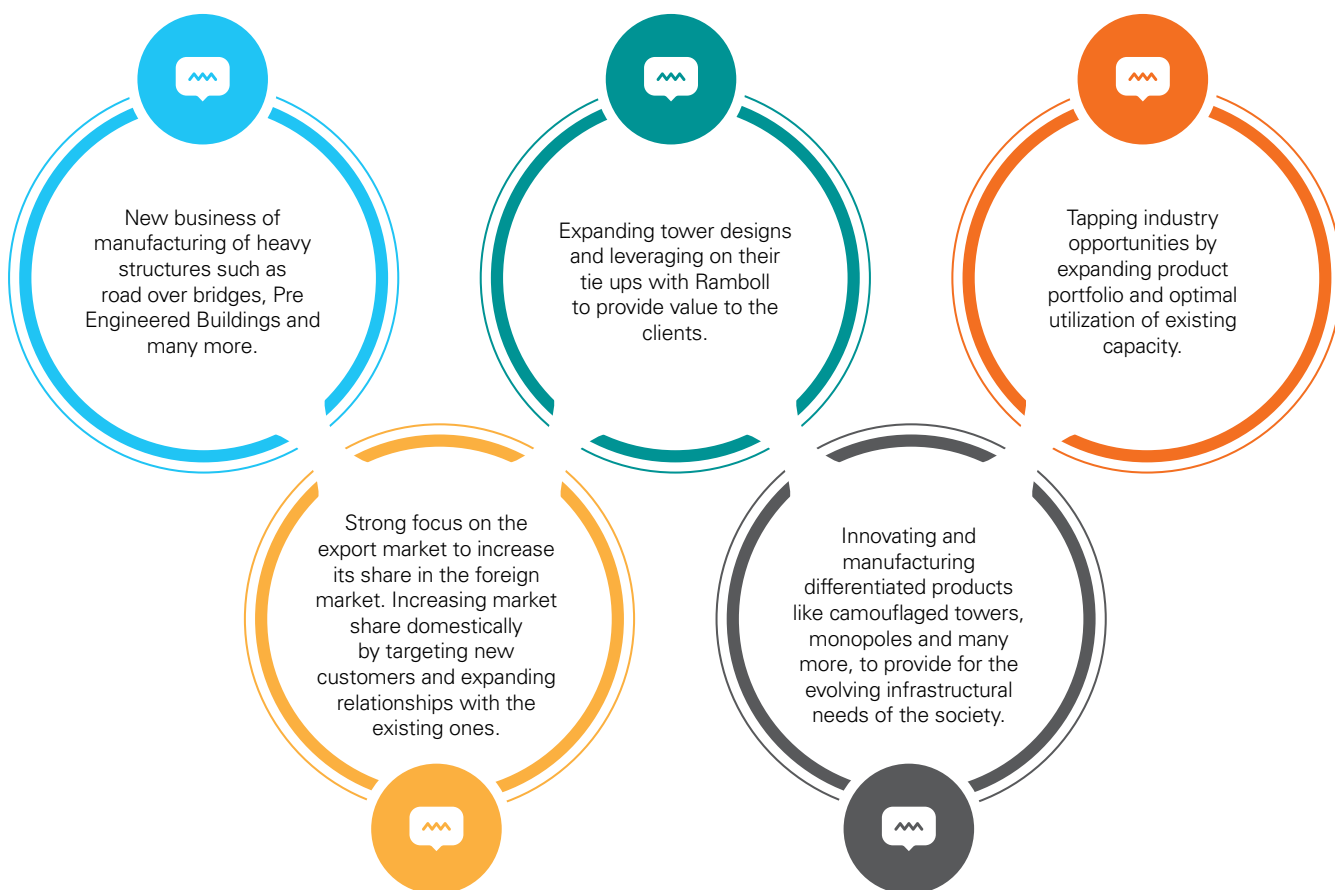 New business of
manufacturing of heavy
structures such as
road over bridges, Pre
Engineered Buildings and
many more.
Expanding tower designs
and leveraging on their
tie ups with Ramboll
to provide value to the
clients.
Tapping industry
opportunities by
expanding product
portfolio and optimal
utilization of existing
capacity.
Strong focus on the
export market to increase
its share in the foreign
market. Increasing market
share domestically
by targeting new
customers and expanding
relationships with the
existing ones.
Innovating and
manufacturing
differentiated products
like camouflaged towers,
monopoles and many
more, to provide for the
evolving infrastructural
needs of the society.